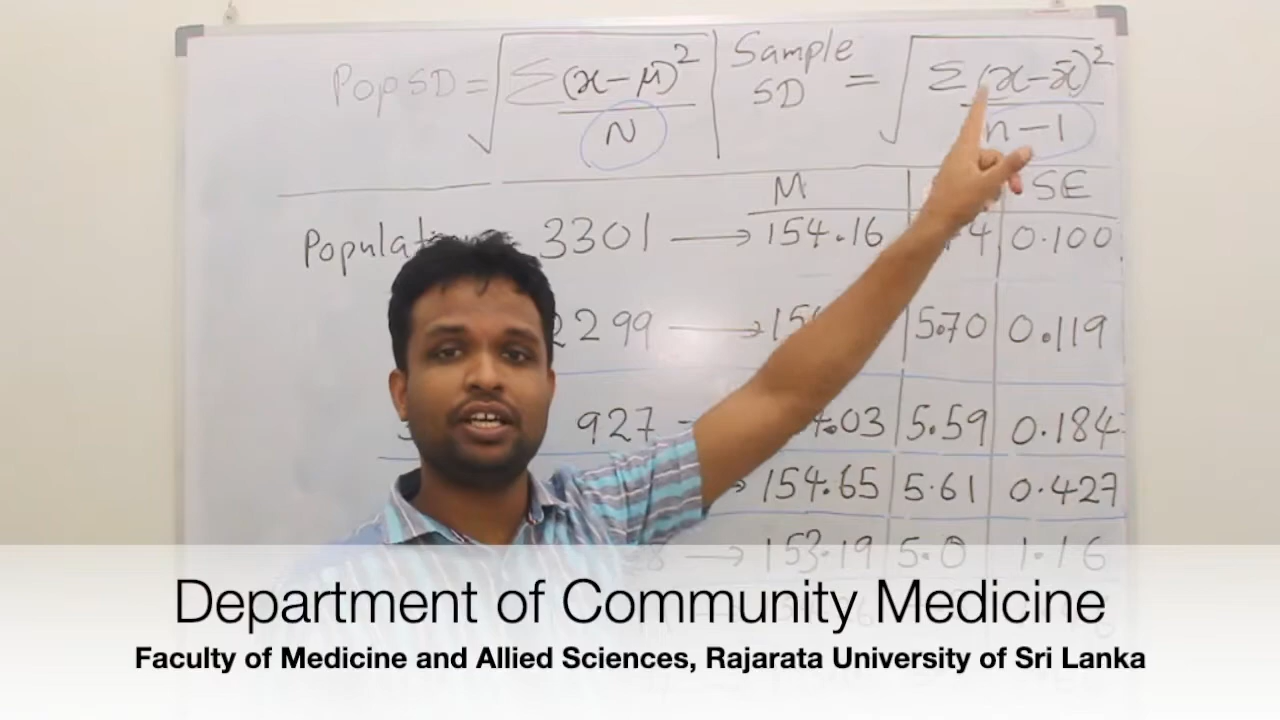 Pop SD = √ Σ(x-μ)² / N
Sample SD = √ Σ(x-x̄)² / n-1
M SE
3301 → 154.16 0.100
2299 → 5.70 0.119
927 5.59 0.184
154.65 5.61 0.427
→ 153.19 5.0 1.16
Department of Community Medicine
Faculty of Medicine and Allied Sciences, Rajarata University of Sri Lanka